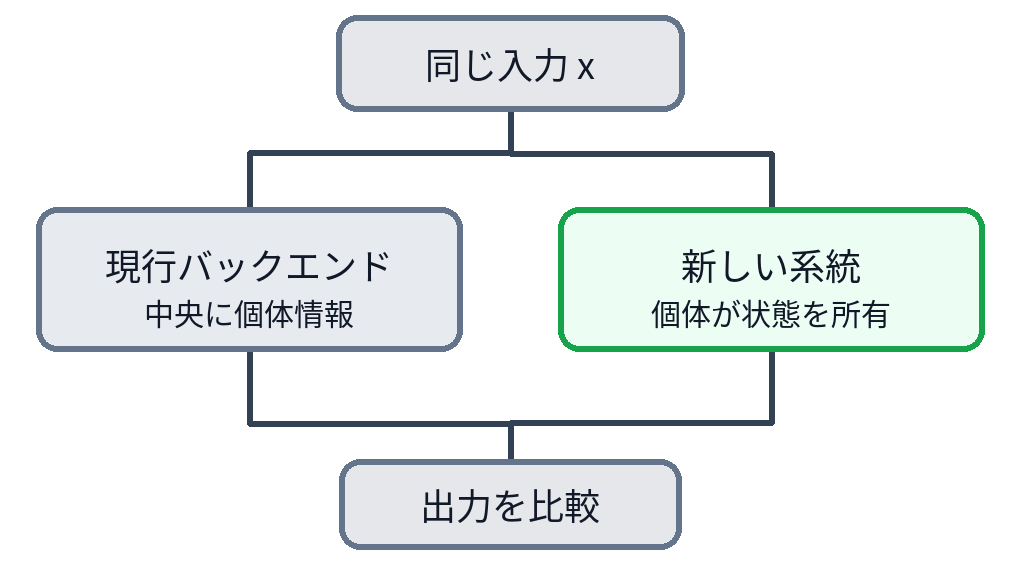 同じ入力 x
現行バックエンド
中央に個体情報
新しい系統
個体が状態を所有
出力を比較